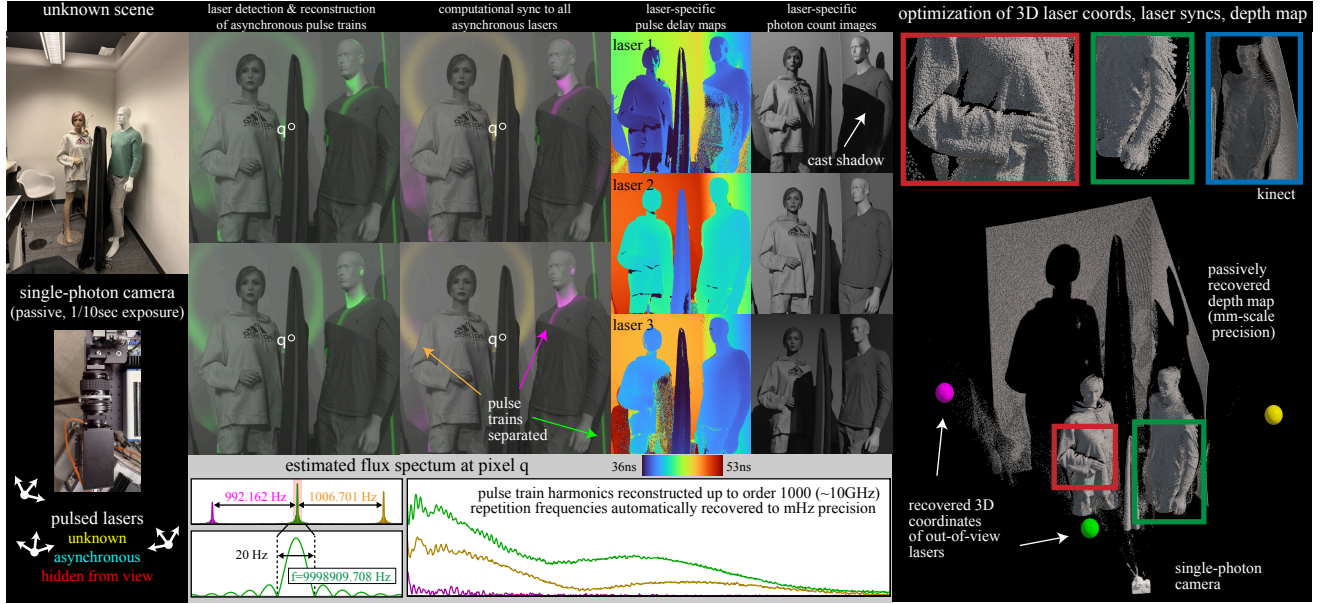 unknown scene
laser detection & reconstruction
of asynchronous pulse trains
computational sync to all
asynchronous lasers
laser-specific
pulse delay maps
laser-specific
photon count images
optimization of 3D laser coords, laser syncs, depth map
q
q
laser 1
cast shadow
kinect
laser 2
single-photon camera
(passive, 1/10sec exposure)
q
q
laser 3
pulse
trains
separated
passively
recovered
depth map
(mm-scale
precision)
pulsed lasers
unknown
asynchronous
hidden from view
estimated flux spectrum at pixel q
36ns
53ns
992.162 Hz
1006.701 Hz
20 Hz
f=9998909.708 Hz
pulse train harmonics reconstructed up to order 1000 (~10GHz)
repetition frequencies automatically recovered to mHz precision
recovered 3D
coordinates
of out-of-view
lasers
single-photon
camera